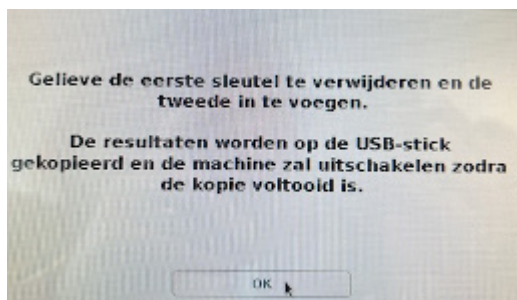 Gelieve de eerste sleutel te verwijderen en de
tweede in te voegen.
De resultaten worden op de USB-stick
gekopieerd en de machine zal uitschakelen zodra
de kopie voltooid is.
OK